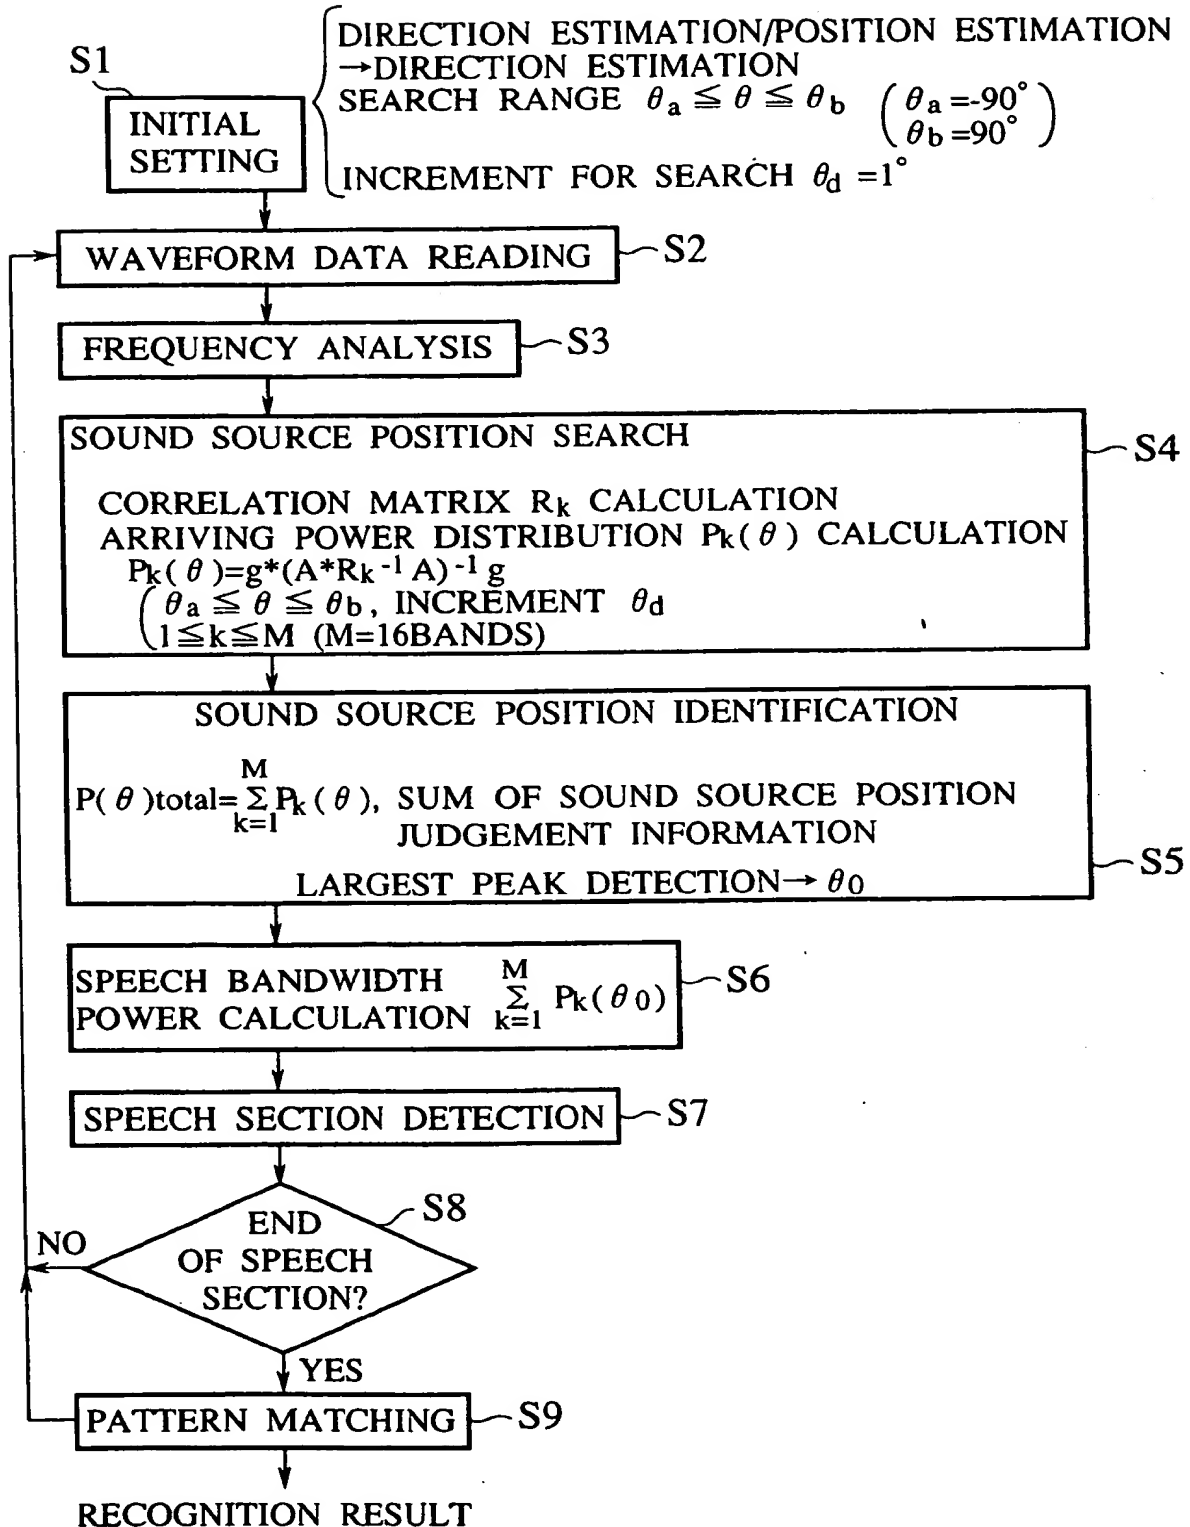 S1
INITIAL
SETTING
DIRECTION ESTIMATION/POSITION ESTIMATION
→DIRECTION ESTIMATION
SEARCH RANGE θa ≦ θ ≦ θb (θa =-90°
θb =90°)
INCREMENT FOR SEARCH θd =1°
WAVEFORM DATA READING S2
FREQUENCY ANALYSIS S3
SOUND SOURCE POSITION SEARCH S4
CORRELATION MATRIX Rk CALCULATION
ARRIVING POWER DISTRIBUTION Pk(θ) CALCULATION
Pk(θ)=g*(A*Rk⁻¹ A)⁻¹ g
(θa ≦ θ ≦ θb, INCREMENT θd
1≦k≦M (M=16BANDS)
SOUND SOURCE POSITION IDENTIFICATION
M
P(θ)total=ΣPk(θ), SUM OF SOUND SOURCE POSITION
k=1
JUDGEMENT INFORMATION
S5
LARGEST PEAK DETECTION→ θ0
SPEECH BANDWIDTH
POWER CALCULATION
M
Σ Pk(θ0)
k=1
S6
SPEECH SECTION DETECTION S7
S8
END
OF SPEECH
SECTION?
NO
YES
PATTERN MATCHING S9
RECOGNITION RESULT